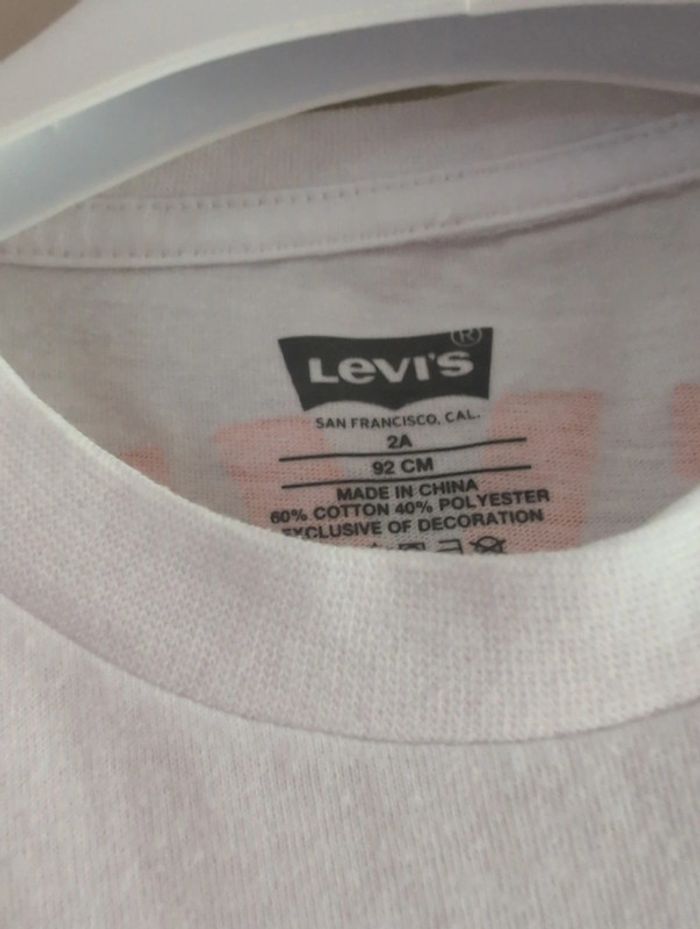 Levi's ®
SAN FRANCISCO, CAL.
2A
92 CM
MADE IN CHINA
60% COTTON 40% POLYESTER
EXCLUSIVE OF DECORATION